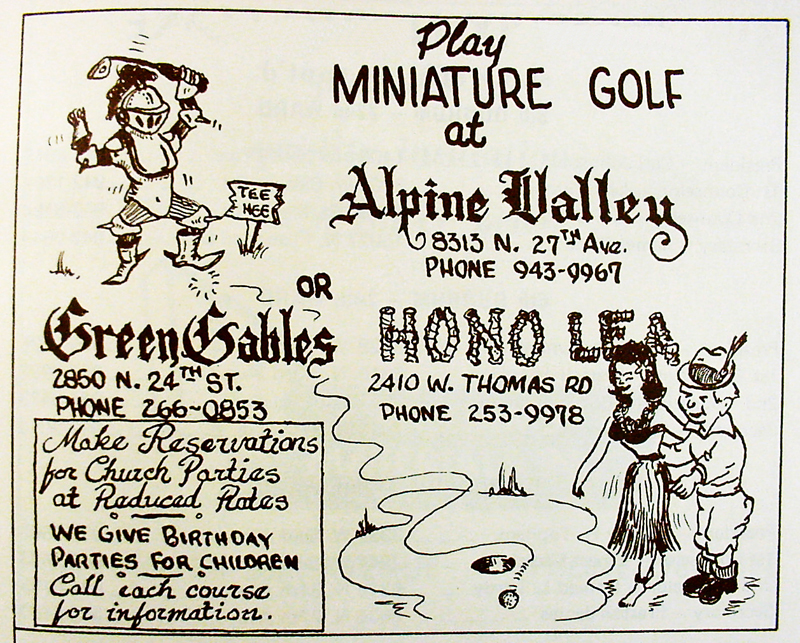 Play
MINIATURE GOLF
at
Alpine Valley
8313 N. 27TH Ave.
PHONE 943-9967
TEE
HEE
OR
Green Gables
2850 N. 24TH ST.
PHONE 266-0853
HONO LEA
2410 W. THOMAS RD
PHONE 253-9978
Make Reservations
for Church Parties
at Reduced Rates
WE GIVE BIRTHDAY
PARTIES FOR CHILDREN
Call each course
for information.